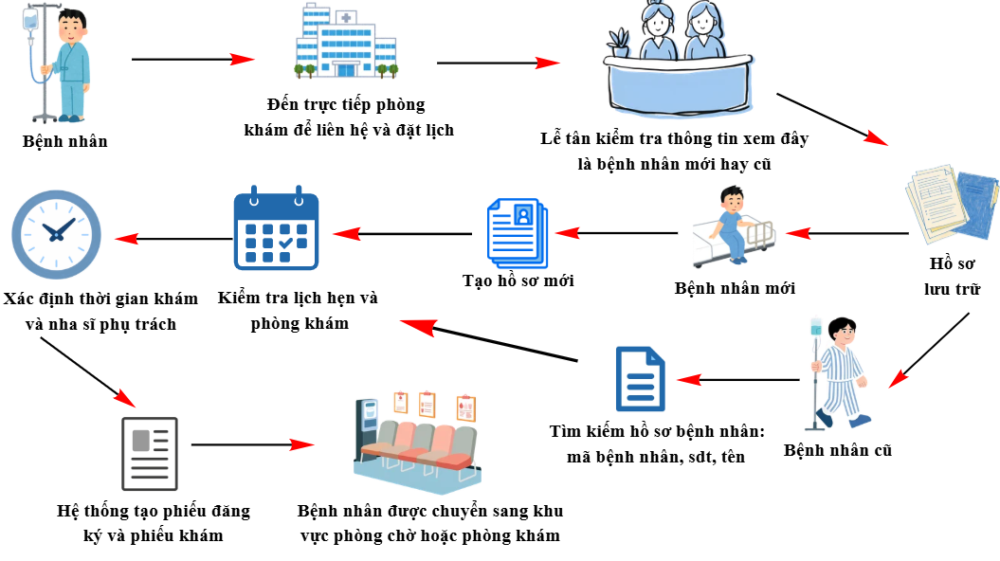 Bệnh nhân
Đến trực tiếp phòng
khám để liên hệ và đặt lịch
Lễ tân kiểm tra thông tin xem đây
là bệnh nhân mới hay cũ
Hồ sơ
lưu trữ
Bệnh nhân mới
Tạo hồ sơ mới
Kiểm tra lịch hẹn và
phòng khám
Xác định thời gian khám
và nha sĩ phụ trách
Bệnh nhân cũ
Tìm kiếm hồ sơ bệnh nhân:
mã bệnh nhân, sdt, tên
Hệ thống tạo phiếu đăng
ký và phiếu khám
Bệnh nhân được chuyển sang khu
vực phòng chờ hoặc phòng khám